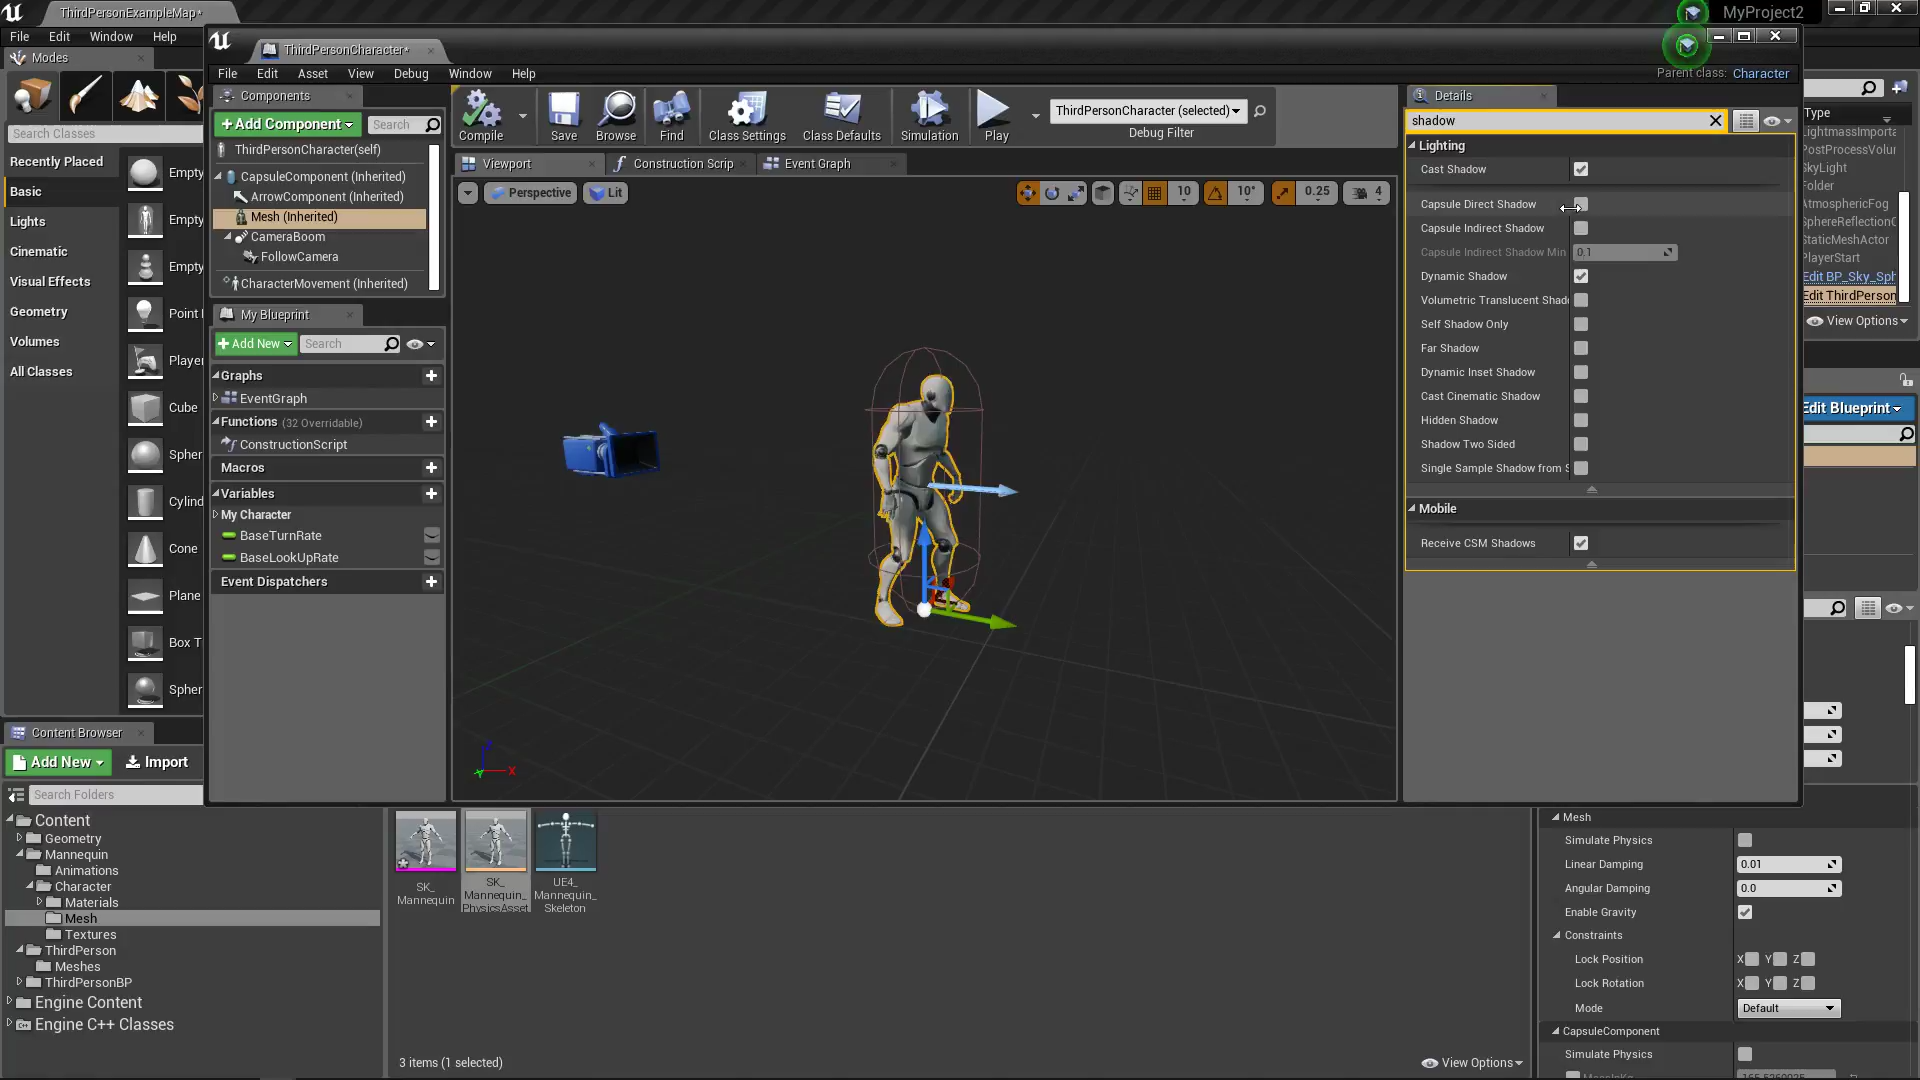 ThirdPersonExampleMap*
MyProject2
File Edit Window Help
Modes
Search Classes
Recently Placed
Basic
Lights
Cinematic
Visual Effects
Geometry
Volumes
All Classes
Empty
Empty
Empty
Point
Player
Cube
Spher
Cylind
Cone
Plane
Box T
Spher
ThirdPersonCharacter*
File Edit Asset View Debug Window Help
Parent class: Character
Components
+Add Component
Search
ThirdPersonCharacter(self)
CapsuleComponent (Inherited)
ArrowComponent (Inherited)
Mesh (Inherited)
CameraBoom
FollowCamera
CharacterMovement (Inherited)
My Blueprint
+Add New
Search
Graphs
EventGraph
Functions (32 Overridable)
ConstructionScript
Macros
Variables
My Character
BaseTurnRate
BaseLookUpRate
Event Dispatchers
Compile
Save
Browse
Find
Class Settings
Class Defaults
Simulation
Play
ThirdPersonCharacter (selected)
Debug Filter
Viewport
Construction Scrip
Event Graph
Perspective
Lit
10
10°
0.25
4
X
Details
shadow
Lighting
Cast Shadow
Capsule Direct Shadow
Capsule Indirect Shadow
Capsule Indirect Shadow Min
0.1
Dynamic Shadow
Volumetric Translucent Shado
Self Shadow Only
Far Shadow
Dynamic Inset Shadow
Cast Cinematic Shadow
Hidden Shadow
Shadow Two Sided
Single Sample Shadow from S
Mobile
Receive CSM Shadows
Type
LightmassImporta
PostProcessVolum
SkyLight
Folder
AtmosphericFog
SphereReflectionC
StaticMeshActor
PlayerStart
Edit BP_Sky_Sph
Edit ThirdPerson
View Options
Edit Blueprint
Content Browser
Add New
Import
Search Folders
Content
Geometry
Mannequin
Animations
Character
Materials
Mesh
Textures
ThirdPerson
Meshes
ThirdPersonBP
Engine Content
Engine C++ Classes
SK_
Mannequin
SK_
Mannequin_
PhysicsAsset
UE4_
Mannequin_
Skeleton
3 items (1 selected)
View Options
Mesh
Simulate Physics
Linear Damping 0.01
Angular Damping 0.0
Enable Gravity
Constraints
Lock Position X Y Z
Lock Rotation X Y Z
Mode Default
CapsuleComponent
Simulate Physics